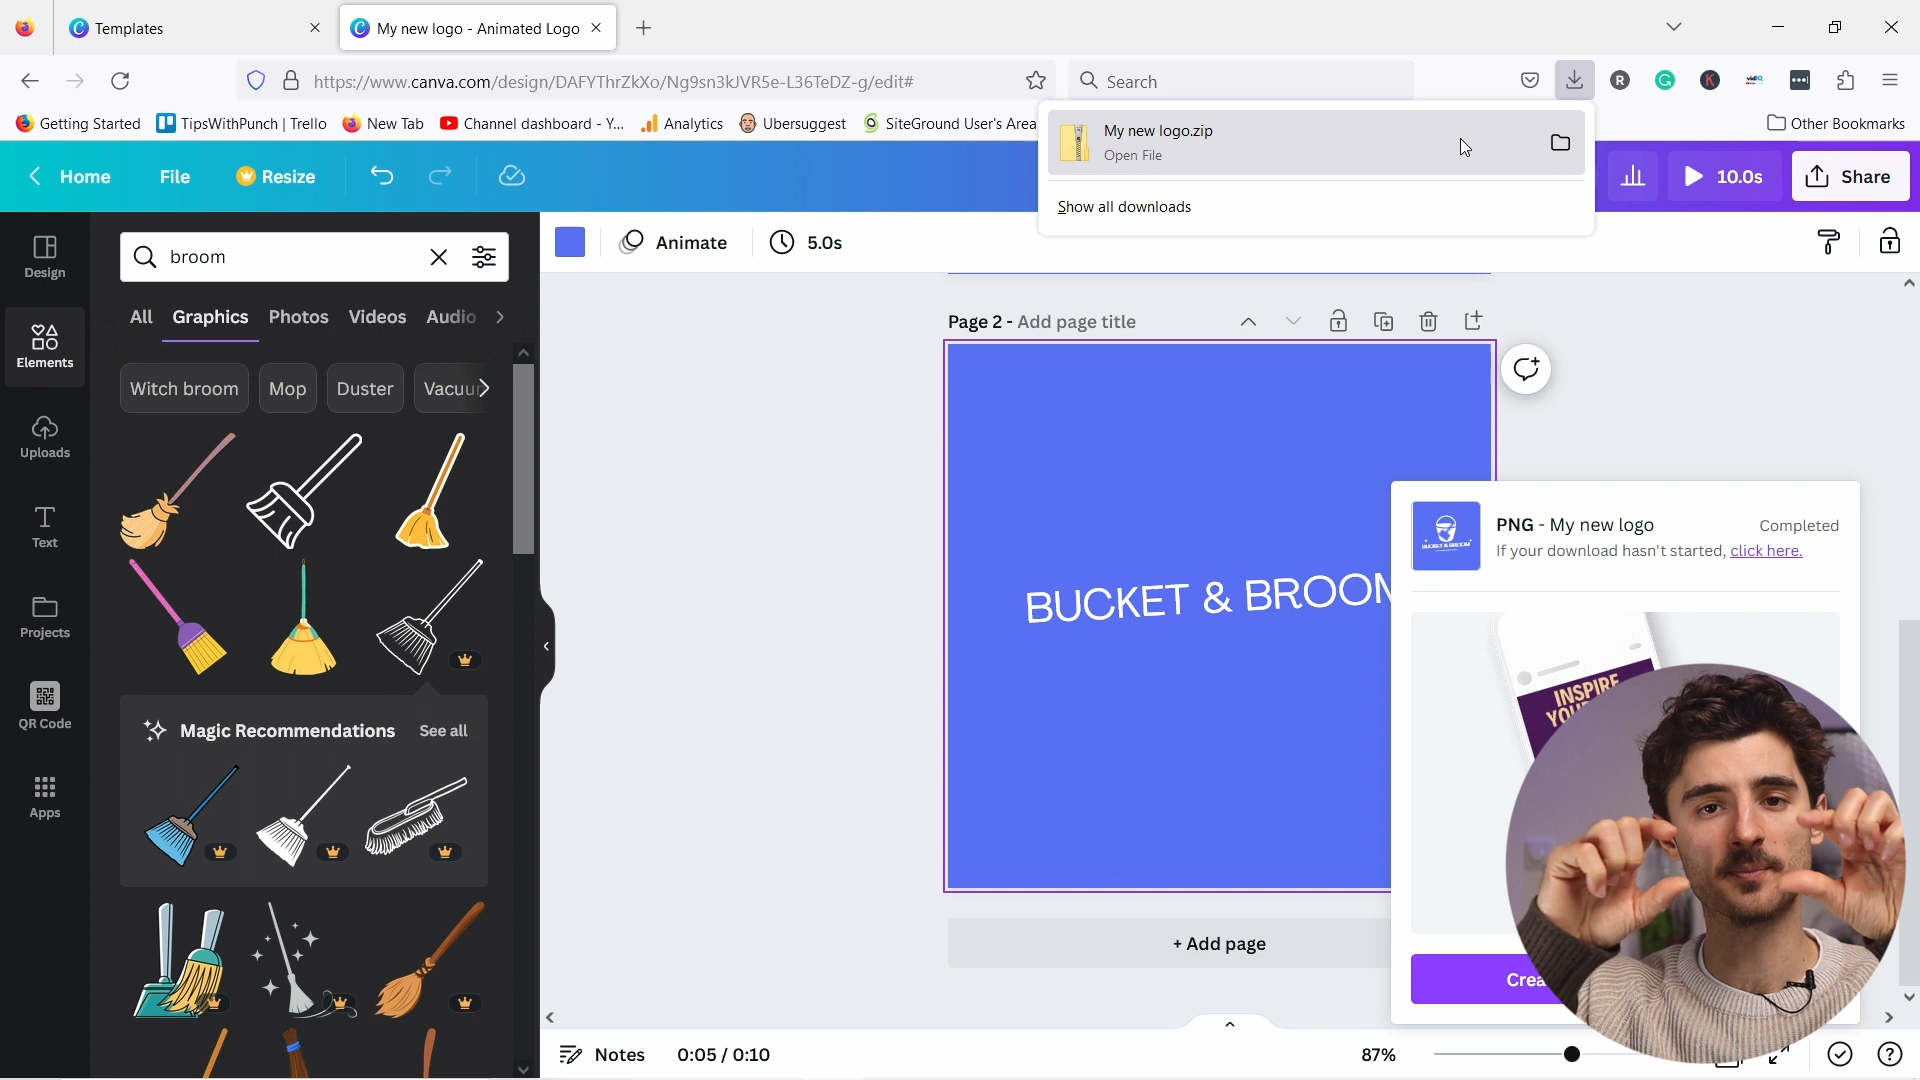 Templates
My new logo - Animated Logo
https://www.canva.com/design/DAFYThrZkXo/Ng9sn3kJVR5e-L36TeDZ-g/edit#
Search
Getting Started
TipsWithPunch | Trello
New Tab
Channel dashboard - Y...
Analytics
Ubersuggest
SiteGround User's Area
Other Bookmarks
My new logo.zip
Open File
Show all downloads
Home
File
Resize
10.0s
Share
Design
Elements
Uploads
Text
Projects
QR Code
Apps
broom
All
Graphics
Photos
Videos
Audio
Witch broom
Mop
Duster
Magic Recommendations
See all
Animate
5.0s
Page 2 - Add page title
BUCKET & BROOM
+ Add page
PNG - My new logo
Completed
If your download hasn't started, click here.
BUCKET & BROOM
INSPIRE
Notes
0:05 / 0:10
87%